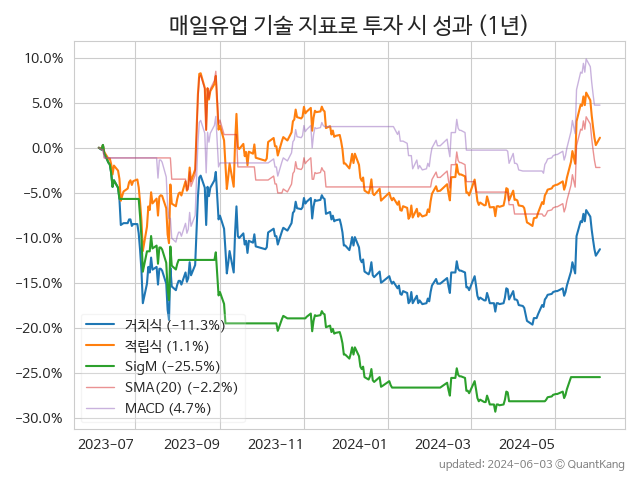 매일유업 기술 지표로 투자 시 성과 (1년)
10.0%
5.0%
0.0%
−5.0%
−10.0%
−15.0%
−20.0%
−25.0%
−30.0%
거치식 (−11.3%)
적립식 (1.1%)
SigM (−25.5%)
SMA(20) (−2.2%)
MACD (4.7%)
2023-07 2023-09 2023-11 2024-01 2024-03 2024-05
updated: 2024-06-03 ⓒ QuantKang